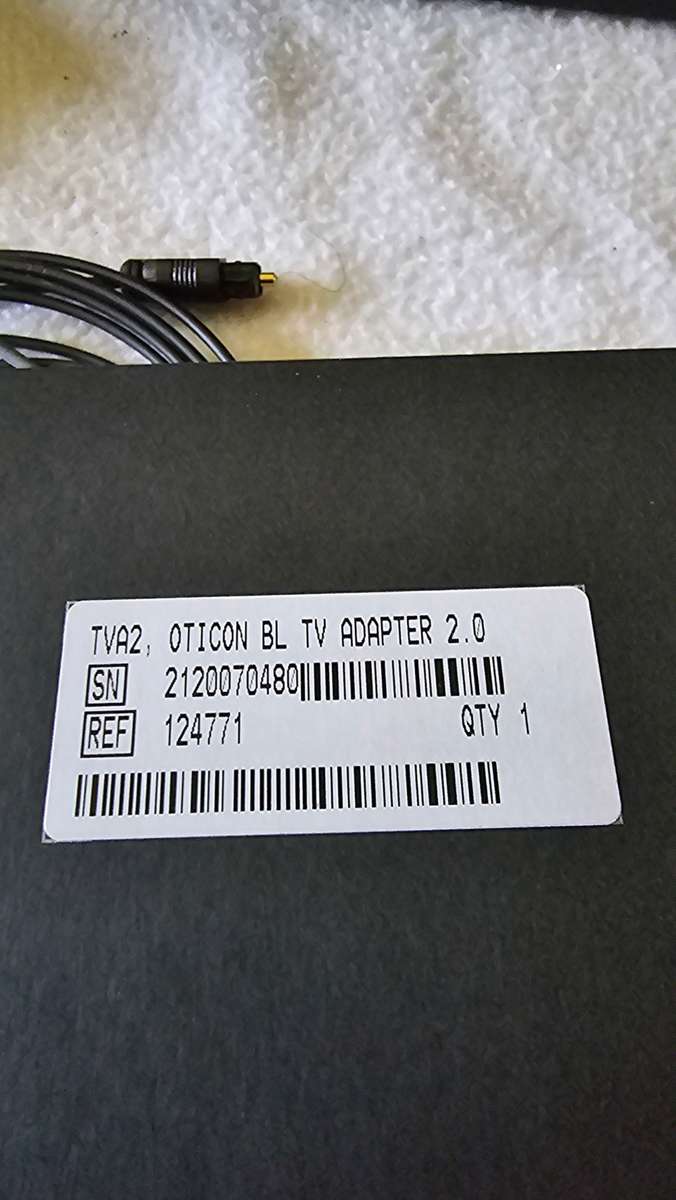 TVA2, OTICON BL TV ADAPTER 2.0
SN 2120070480
REF 124771 QTY 1